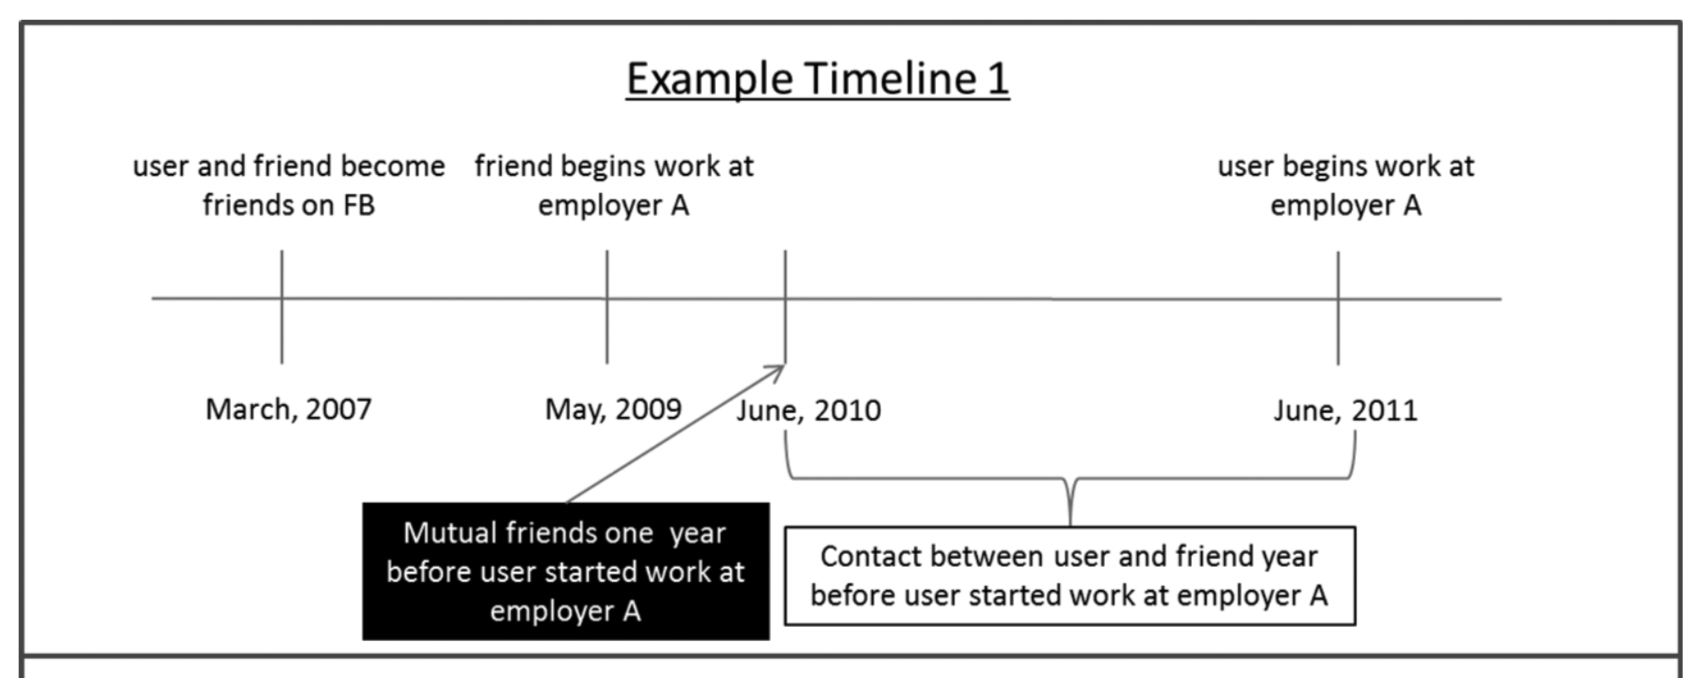 Example Timeline 1
user and friend become
friends on FB
friend begins work at
employer A
user begins work at
employer A
March, 2007
May, 2009
June, 2010
June, 2011
Mutual friends one year
before user started work at
employer A
Contact between user and friend year
before user started work at employer A